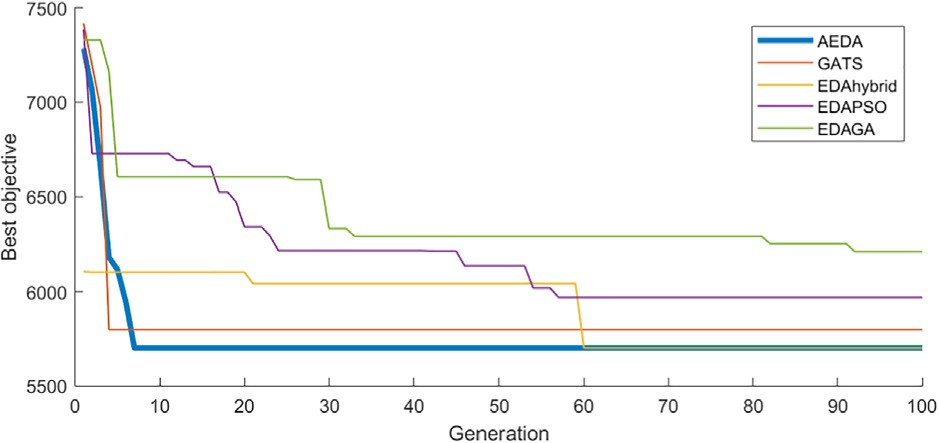 7500
7000
6500
6000
5500
Best objective
0 10 20 30 40 50 60 70 80 90 100
Generation
AEDA
GATS
EDAhybrid
EDAPSO
EDAGA